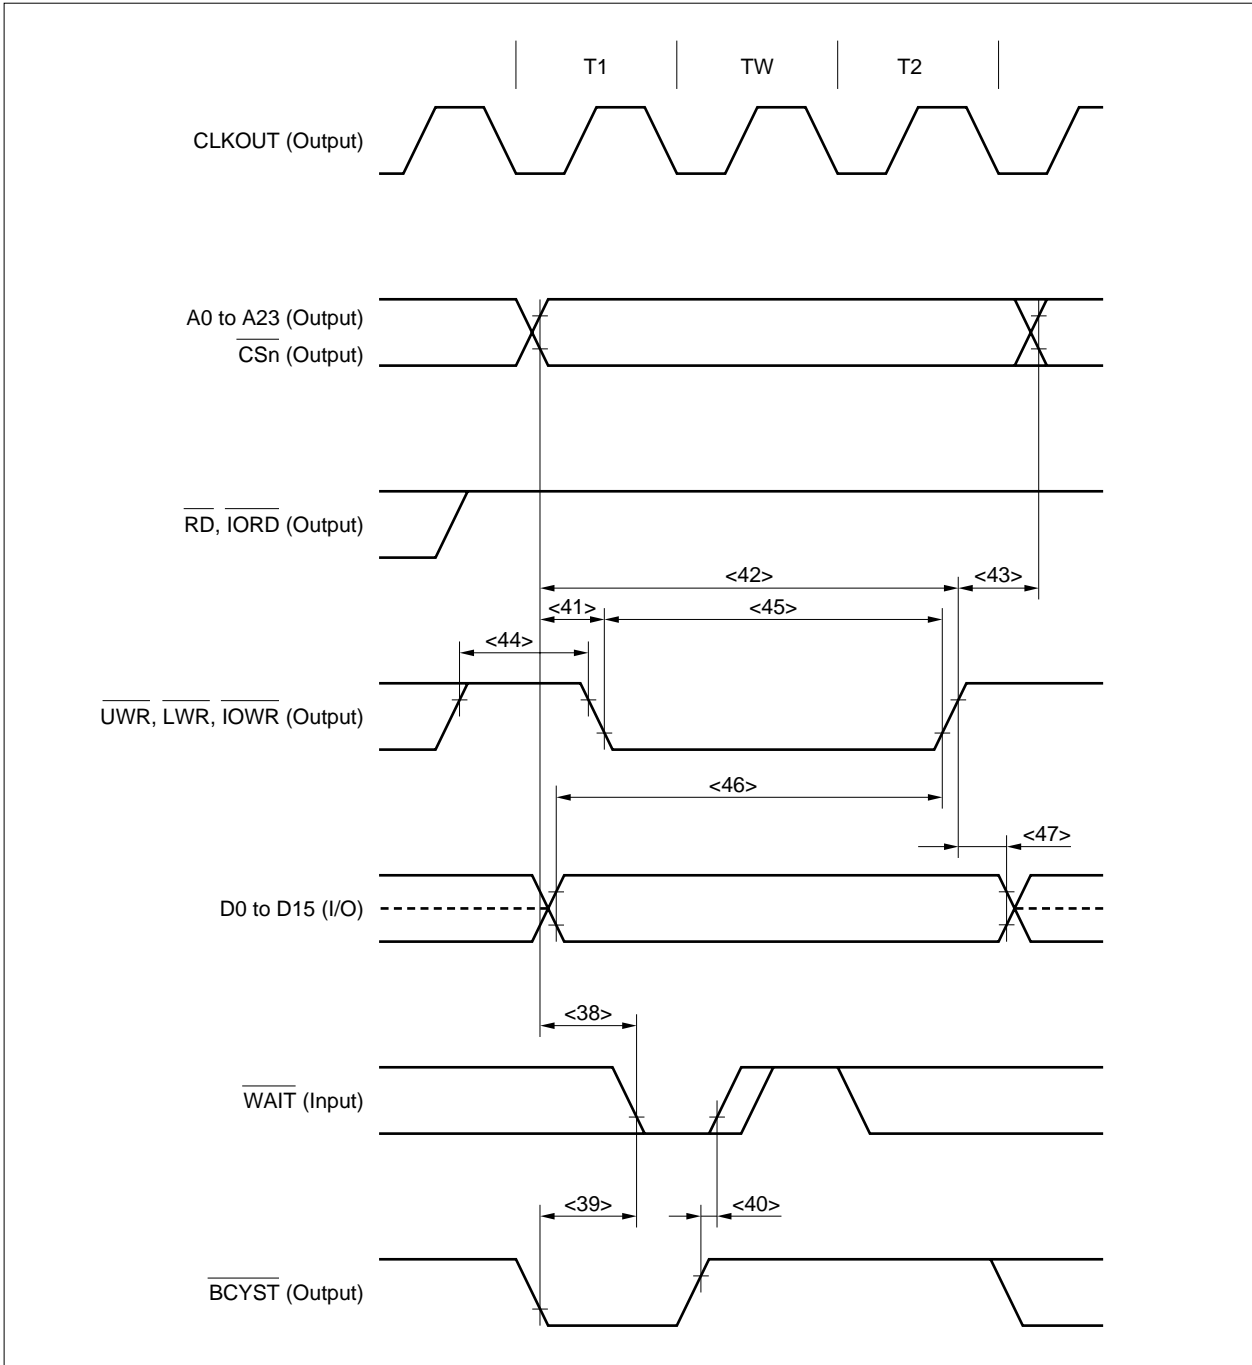 T1 TW T2
CLKOUT (Output)
A0 to A23 (Output)
CSn (Output)
RD, IORD (Output)
<42> <43>
<41> <45>
<44>
UWR, LWR, IOWR (Output)
<46>
<47>
D0 to D15 (I/O)
<38>
WAIT (Input)
<39> <40>
BCYST (Output)